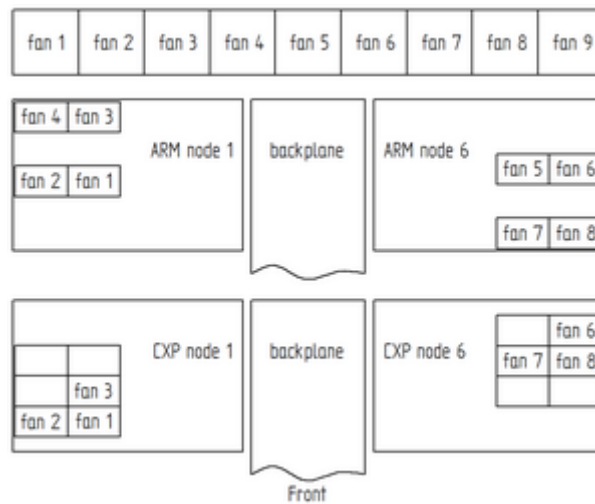 fan 1 fan 2 fan 3 fan 4 fan 5 fan 6 fan 7 fan 8 fan 9
fan 4 fan 3
ARM node 1 backplane ARM node 6
fan 5 fan 6
fan 2 fan 1
fan 7 fan 8
fan 6
CXP node 1 backplane CXP node 6
fan 7 fan 8
fan 3
fan 2 fan 1
Front